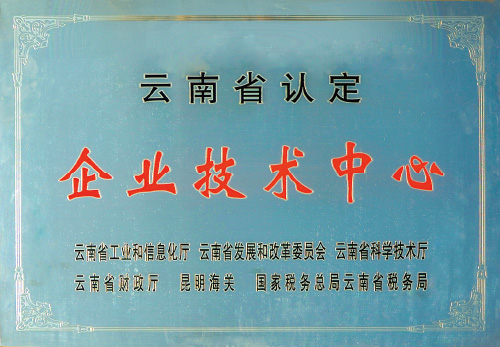 云南省认定
企业技术中心
云南省工业和信息化厅 云南省发展和改革委员会 云南省科学技术厅
云南省财政厅 昆明海关 国家税务总局云南省税务局